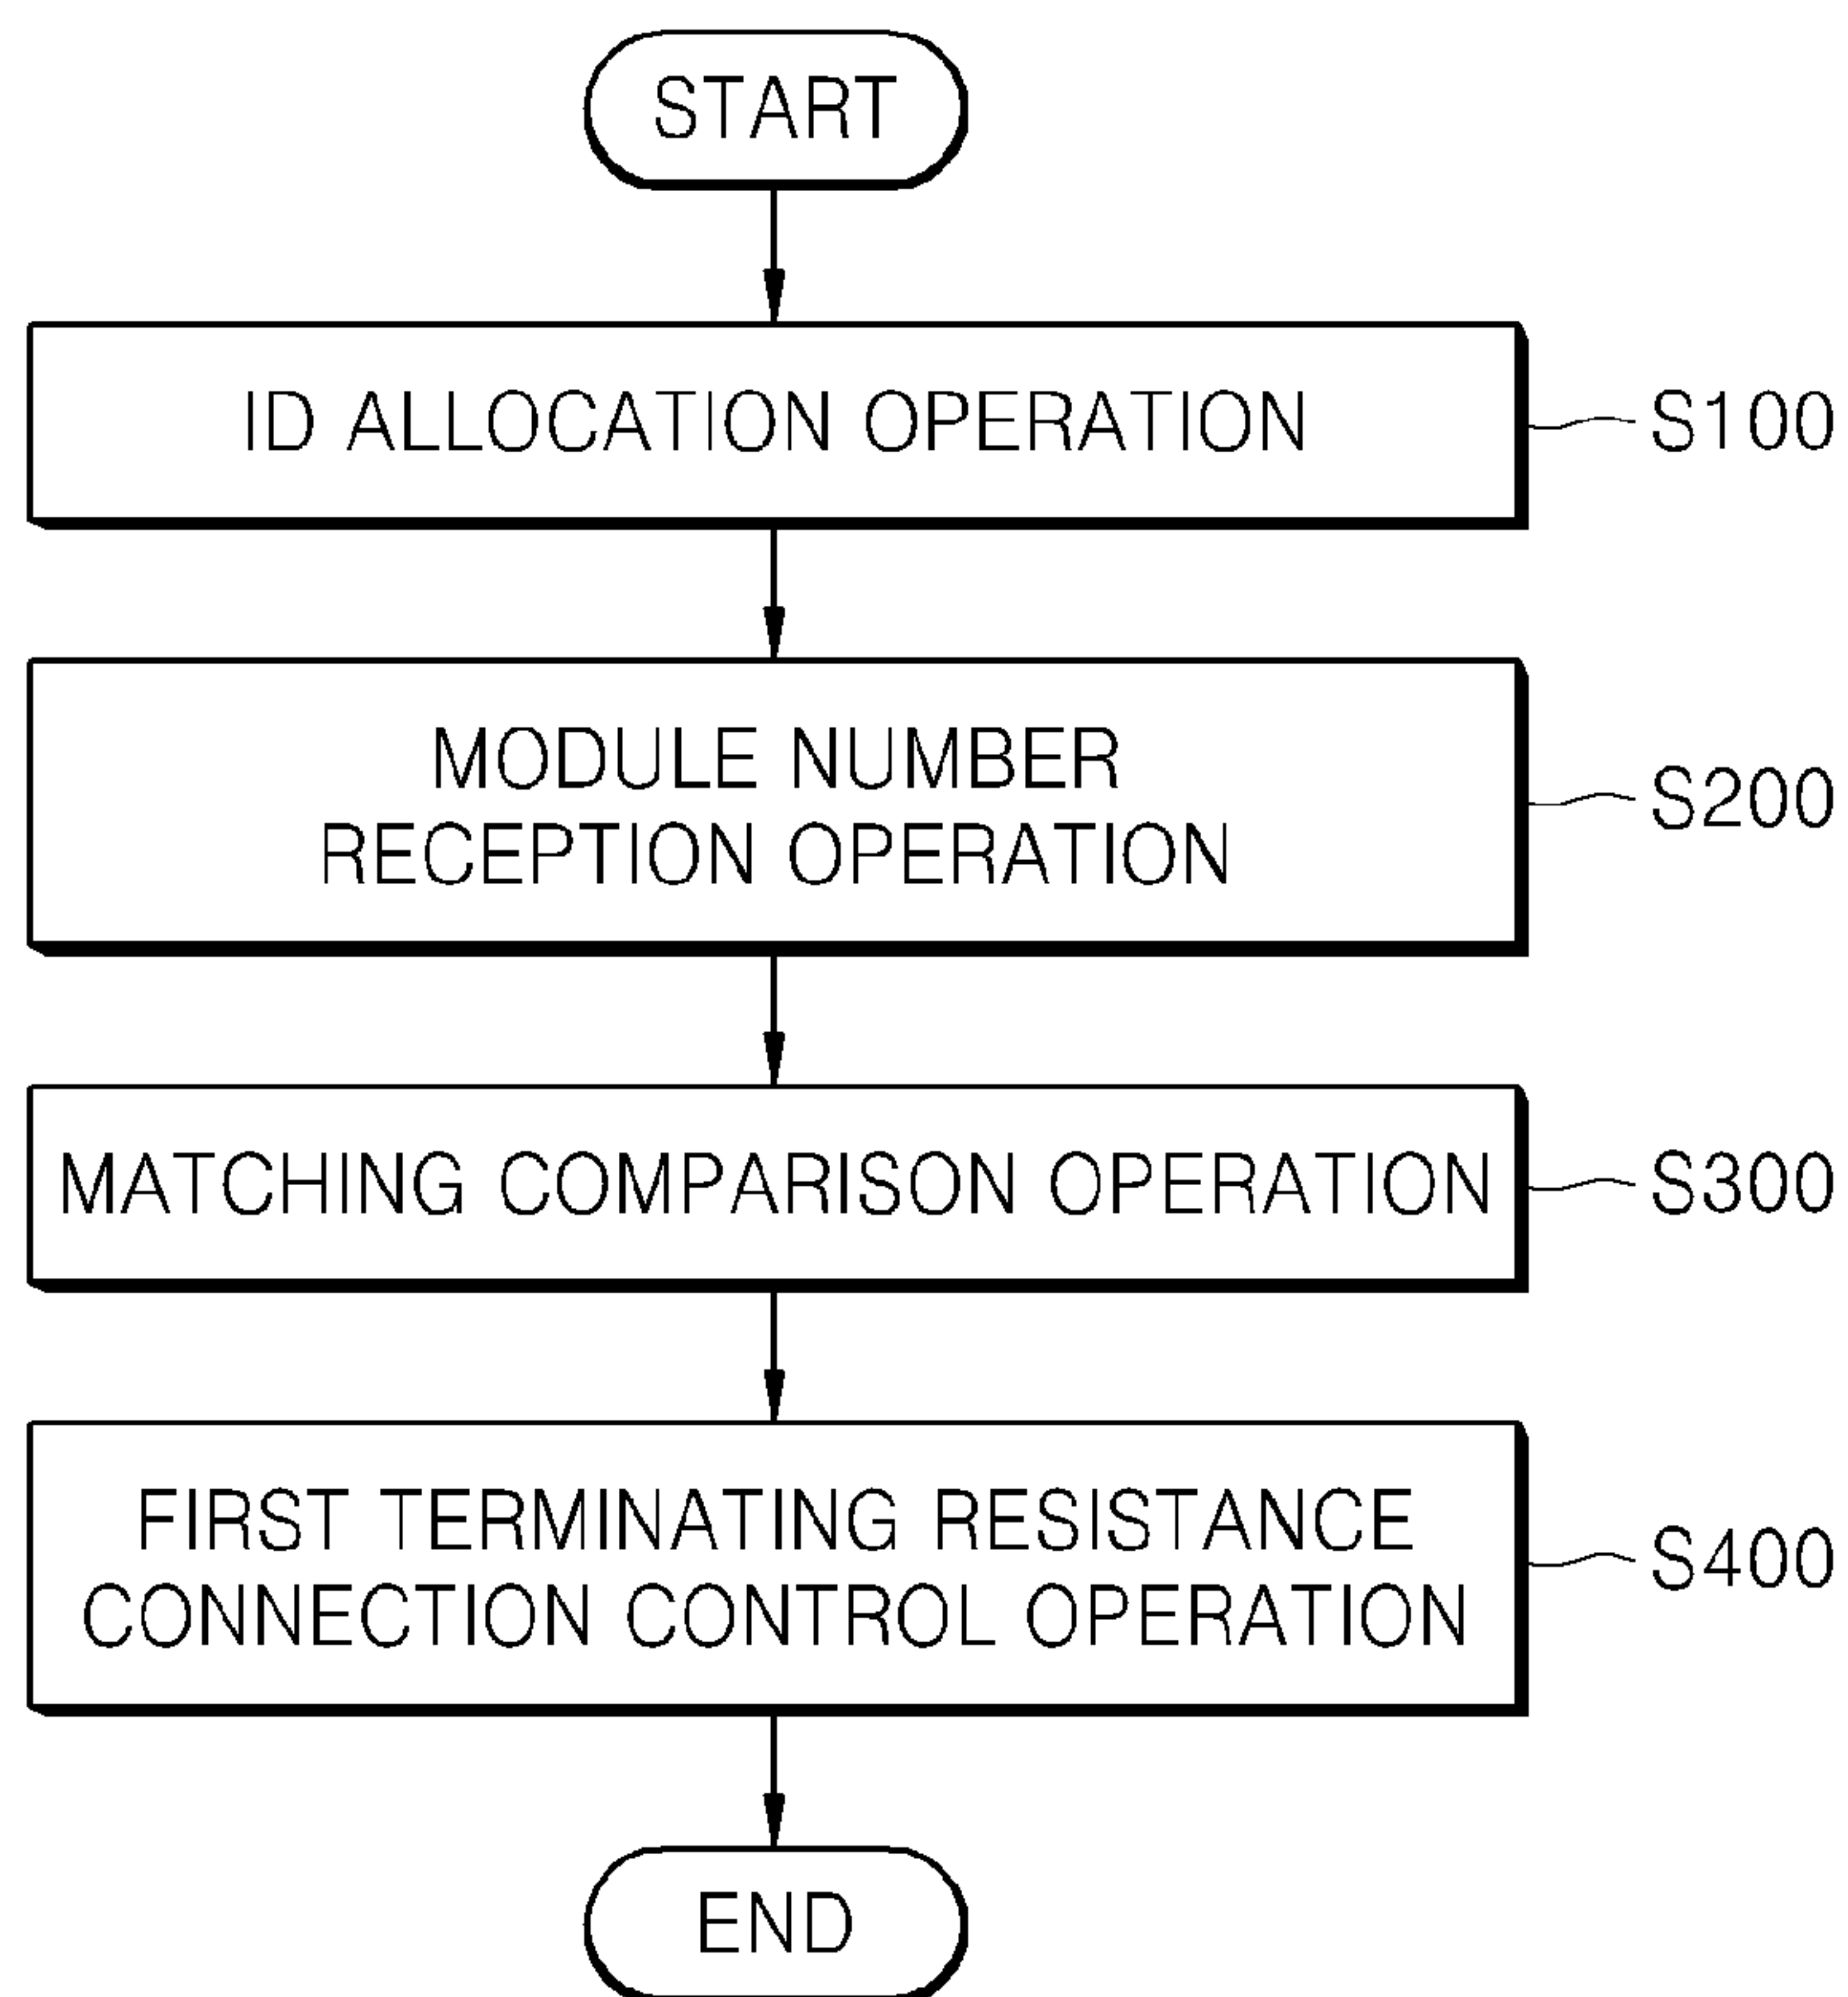 START
ID ALLOCATION OPERATION
S100
MODULE NUMBER
RECEPTION OPERATION
S200
MATCHING COMPARISON OPERATION
S300
FIRST TERMINATING RESISTANCE
CONNECTION CONTROL OPERATION
S400
END